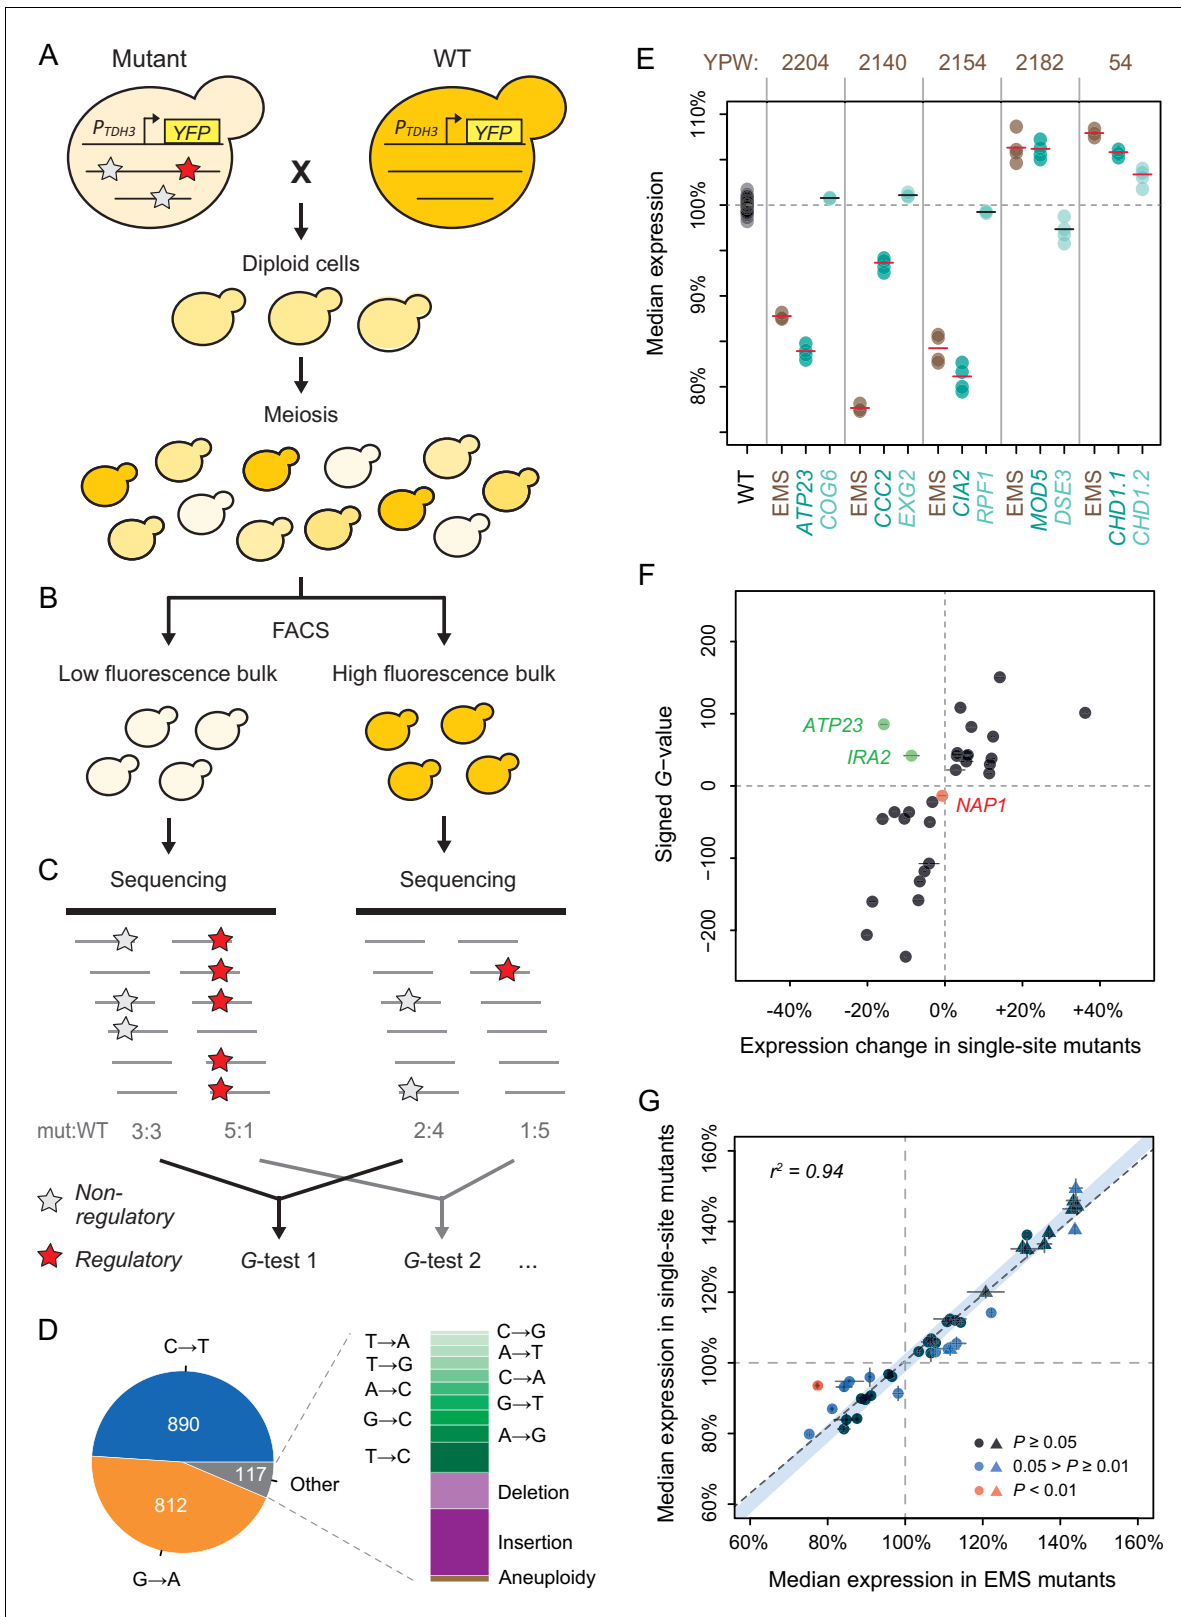 A
Mutant
WT
PTDH3
YFP
PTDH3
YFP
X
Diploid cells
Meiosis
B
FACS
Low fluorescence bulk
High fluorescence bulk
C
Sequencing
Sequencing
mut:WT
3:3
5:1
2:4
1:5
Non-
regulatory
Regulatory
G-test 1
G-test 2
...
D
C→T
890
812
117
Other
G→A
T→A
T→G
A→C
G→C
T→C
C→G
A→T
C→A
G→T
A→G
Deletion
Insertion
Aneuploidy
E
YPW:
2204
2140
2154
2182
54
Median expression
110%
100%
90%
80%
WT
EMS
ATP23
COG6
EMS
CCC2
EXG2
EMS
CIA2
RPF1
EMS
MOD5
DSE3
EMS
CHD1.1
CHD1.2
F
Signed G−value
200
100
0
−100
−200
ATP23
IRA2
NAP1
-40%
-20%
0%
+20%
+40%
Expression change in single-site mutants
G
Median expression in single-site mutants
160%
140%
120%
100%
80%
60%
r2 = 0.94
P ≥ 0.05
0.05 > P ≥ 0.01
P < 0.01
60%
80%
100%
120%
140%
160%
Median expression in EMS mutants